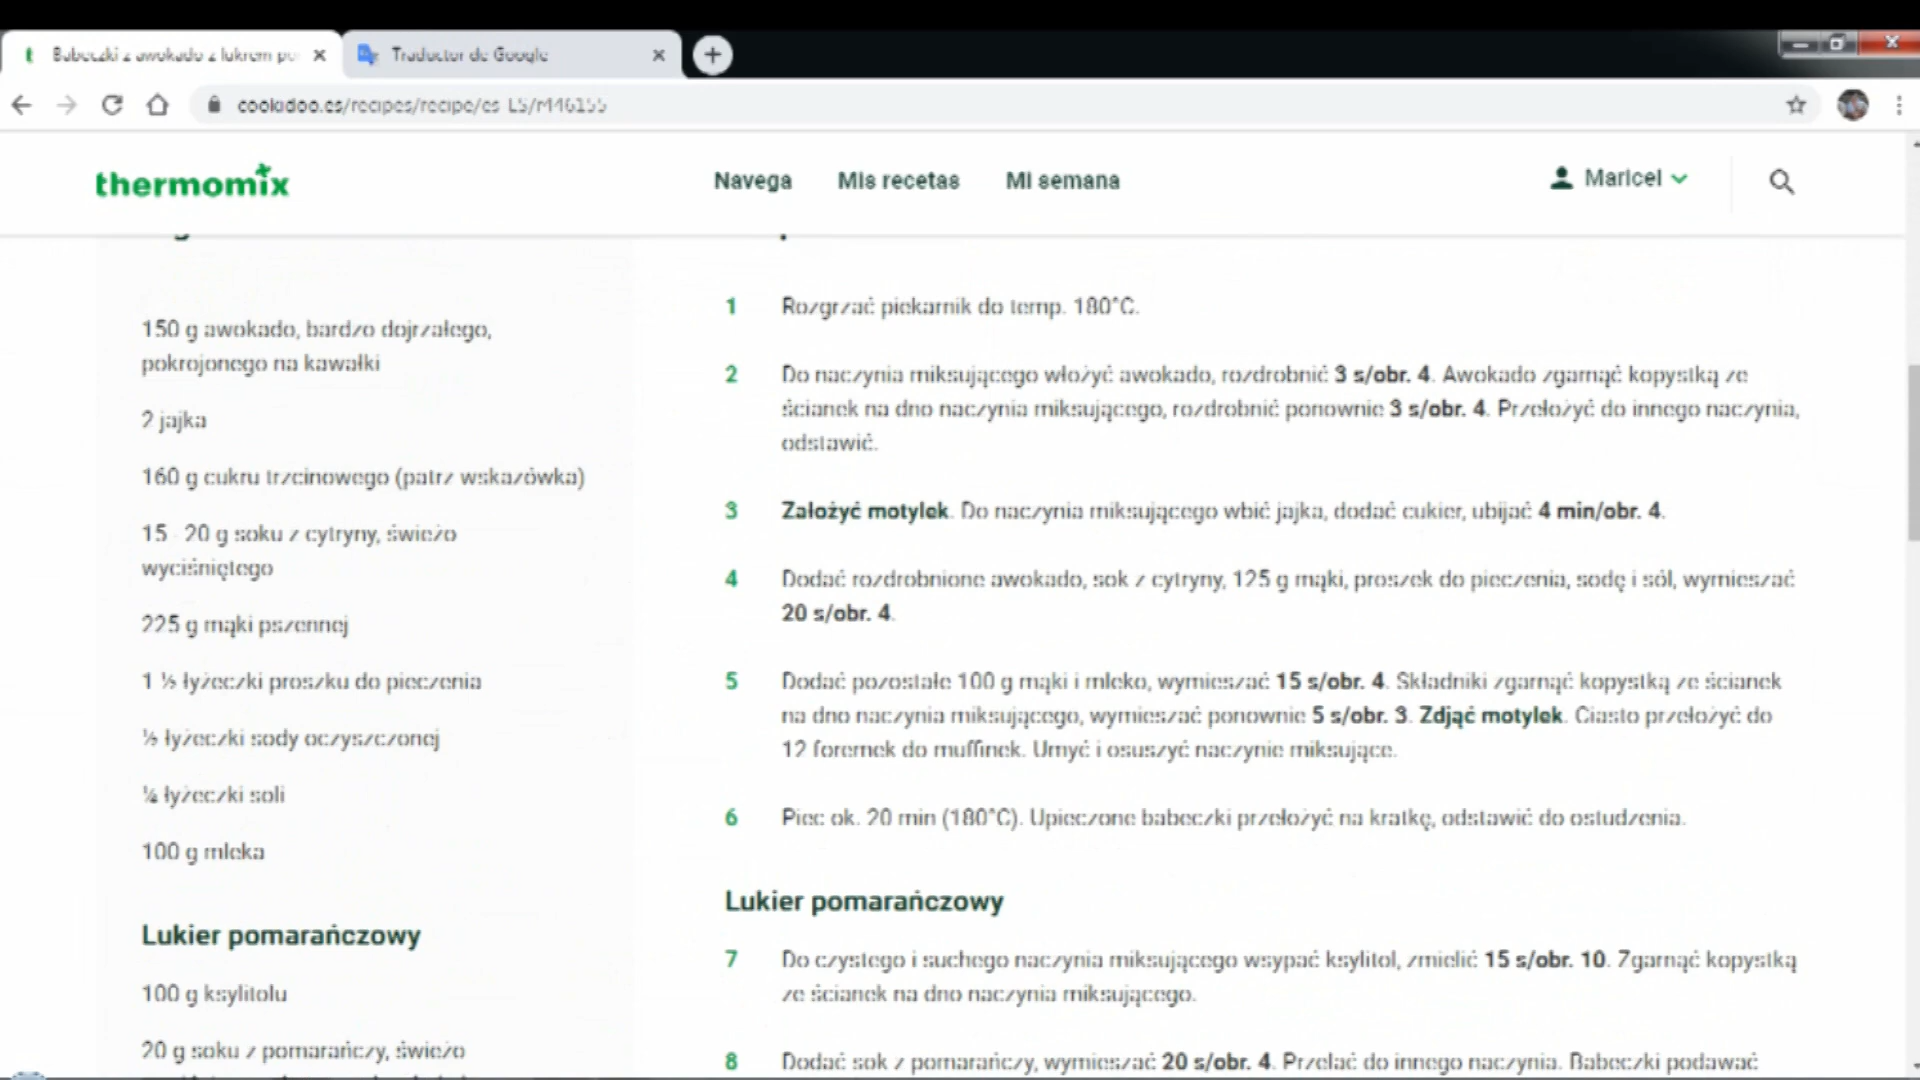 Babeczki z awokado z lukrem po
Traductor de Google
cookidoo.es/recipes/recipe/es-ES/r446155
thermomix
Navega
Mis recetas
Mi semana
Maricel
150 g awokado, bardzo dojrzałego,
pokrojonego na kawałki
2 jajka
160 g cukru trzcinowego (patrz wskazówka)
15 - 20 g soku z cytryny, świeżo
wyciśniętego
225 g mąki pszennej
1 ½ łyżeczki proszku do pieczenia
½ łyżeczki sody oczyszczonej
¼ łyżeczki soli
100 g mleka
Lukier pomarańczowy
100 g ksylitolu
20 g soku z pomarańczy, świeżo
1 Rozgrzać piekarnik do temp. 180°C.
2 Do naczynia miksującego włożyć awokado, rozdrobnić 3 s/obr. 4. Awokado zgarnąć kopystką ze
ścianek na dno naczynia miksującego, rozdrobnić ponownie 3 s/obr. 4. Przełożyć do innego naczynia,
odstawić.
3 Założyć motylek. Do naczynia miksującego wbić jajka, dodać cukier, ubijać 4 min/obr. 4.
4 Dodać rozdrobnione awokado, sok z cytryny, 125 g mąki, proszek do pieczenia, sodę i sól, wymieszać
20 s/obr. 4.
5 Dodać pozostałe 100 g mąki i mleko, wymieszać 15 s/obr. 4. Składniki zgarnąć kopystką ze ścianek
na dno naczynia miksującego, wymieszać ponownie 5 s/obr. 3. Zdjąć motylek. Ciasto przełożyć do
12 foremek do muffinek. Umyć i osuszyć naczynie miksujące.
6 Piec ok. 20 min (180°C). Upieczone babeczki przełożyć na kratkę, odstawić do ostudzenia.
Lukier pomarańczowy
7 Do czystego i suchego naczynia miksującego wsypać ksylitol, zmielić 15 s/obr. 10. Zgarnąć kopystką
ze ścianek na dno naczynia miksującego.
8 Dodać sok z pomarańczy, wymieszać 20 s/obr. 4. Przelać do innego naczynia. Babeczki podawać